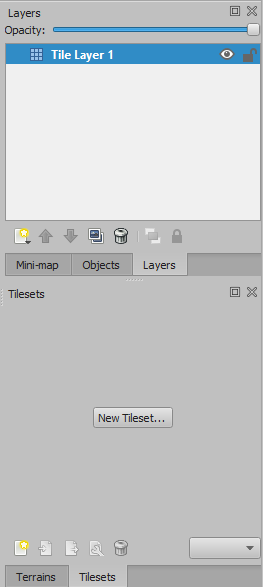 Layers
Opacity:
Tile Layer 1
Mini-map Objects Layers
Tilesets
New Tileset...
Terrains Tilesets